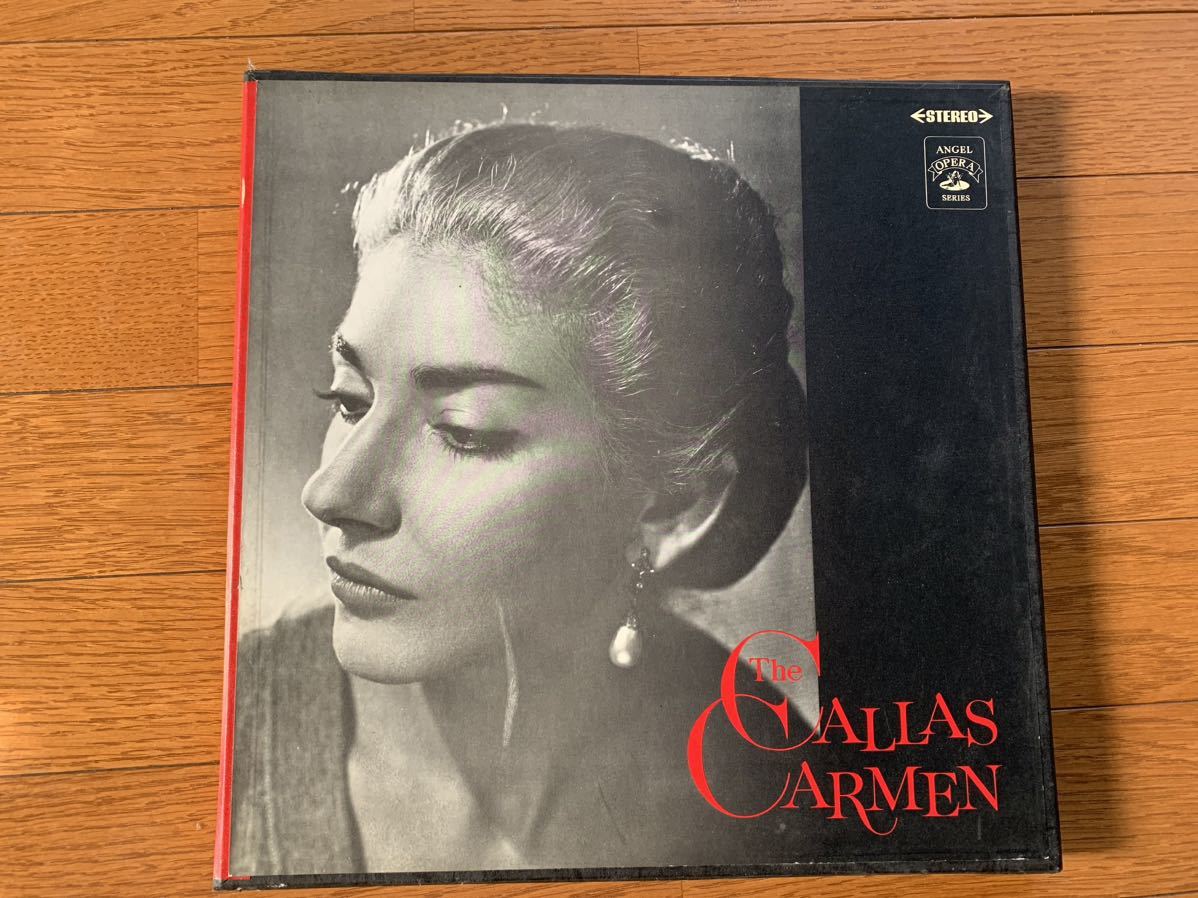 STEREO
ANGEL
OPERA
SERIES
The
CALLAS
CARMEN